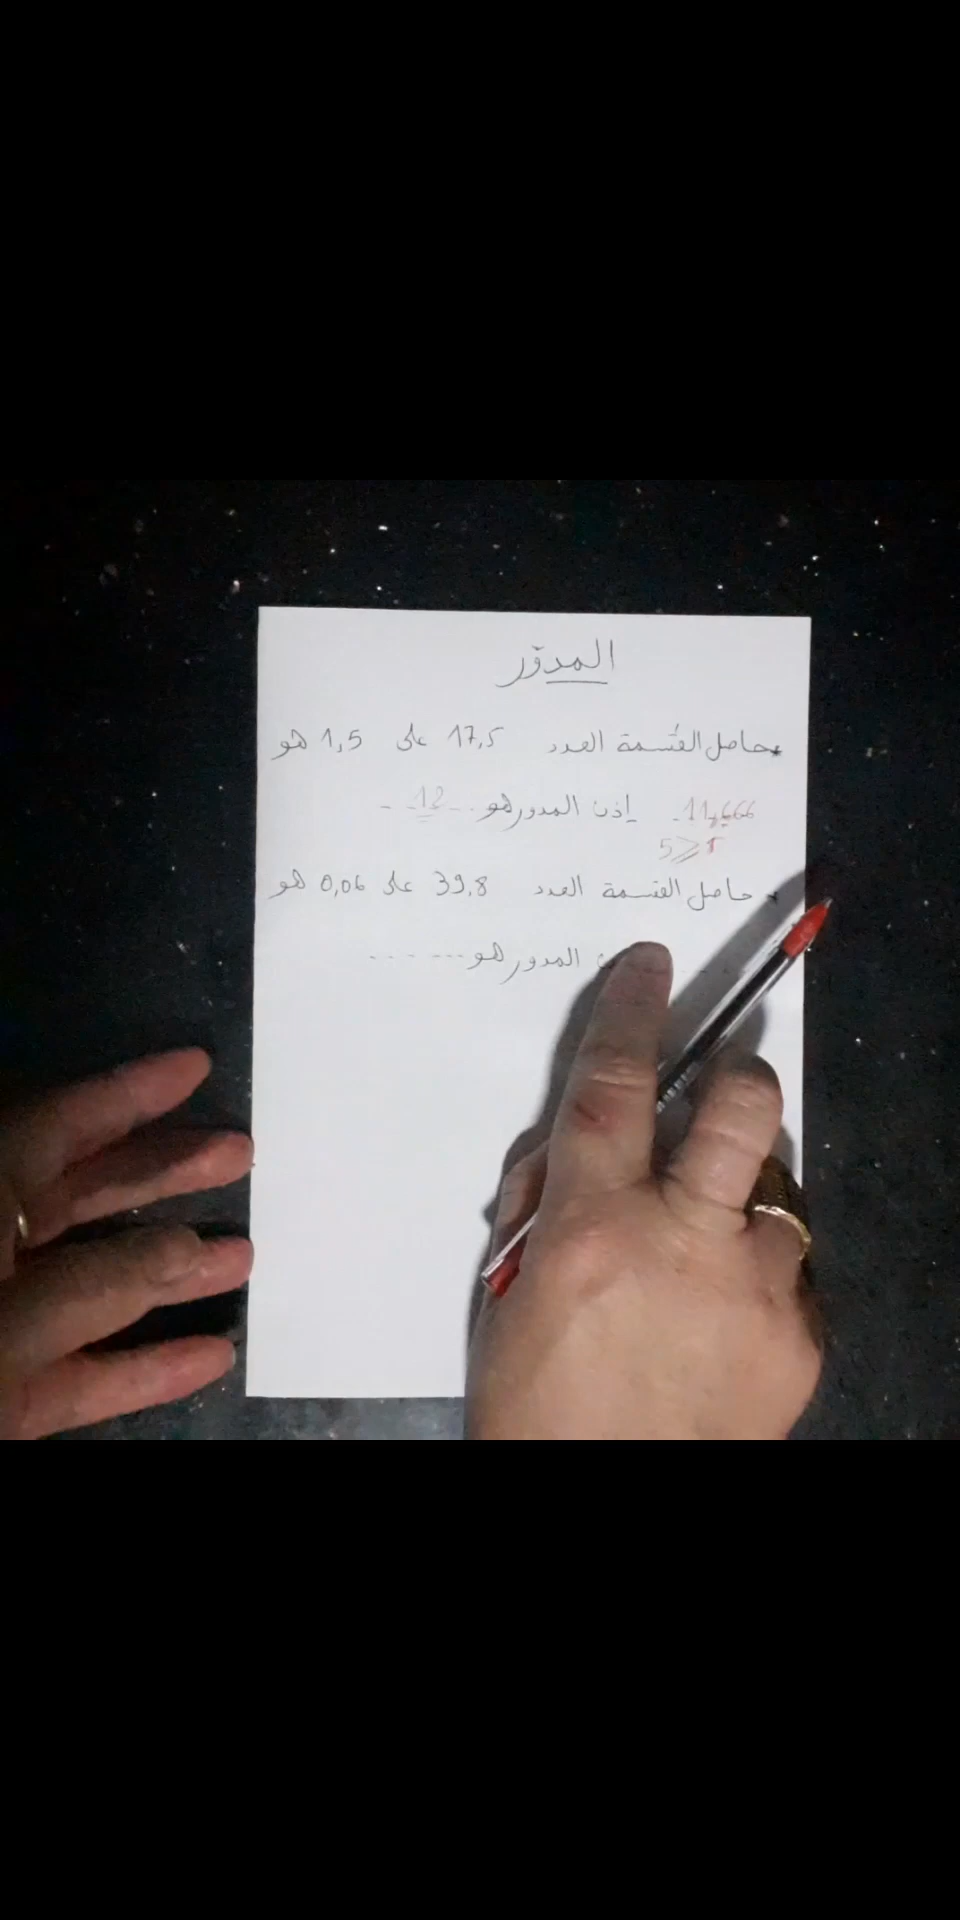 المدوّر
حاصل القسمة العدد 17,5 على 1,5 هو
11,666 إذن المدور هو .. 12 ..
5 ⩾
حاصل القسمة العدد 39,8 على 0,06 هو
المدور هو......